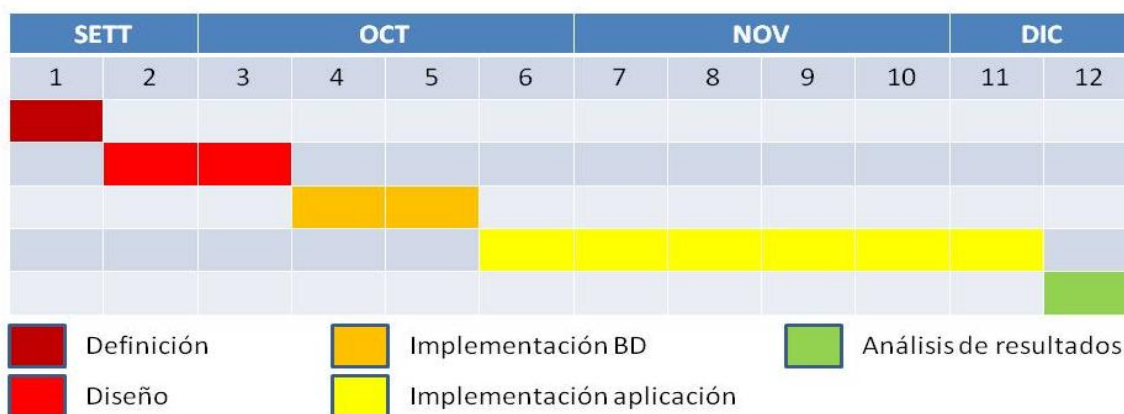 SETT OCT NOV DIC
1 2 3 4 5 6 7 8 9 10 11 12
Definición Implementación BD Análisis de resultados
Diseño Implementación aplicación